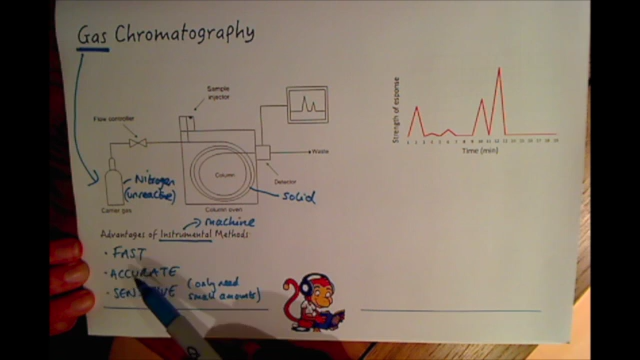 Gas Chromatography
Sample
injector
Flow controller
Nitrogen
(unreactive)
Carrier gas
Column
Column oven
Detector
Waste
solid
machine
Advantages of Instrumental Methods
• FAST
• ACCURATE
• SENSITIVE (only need
small amounts)
Strength of esponse
Time (min)